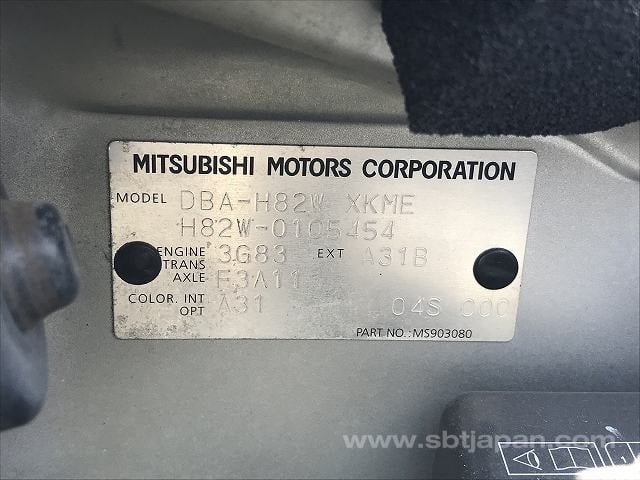 MITSUBISHI MOTORS CORPORATION
MODEL DBA-H82W XKME
H82W-0105454
ENGINE 3G83 EXT A31B
TRANS
AXLE F3A11
COLOR. INT A31 04S 000
OPT
PART NO.: MS903080
www.sbtjapan.com